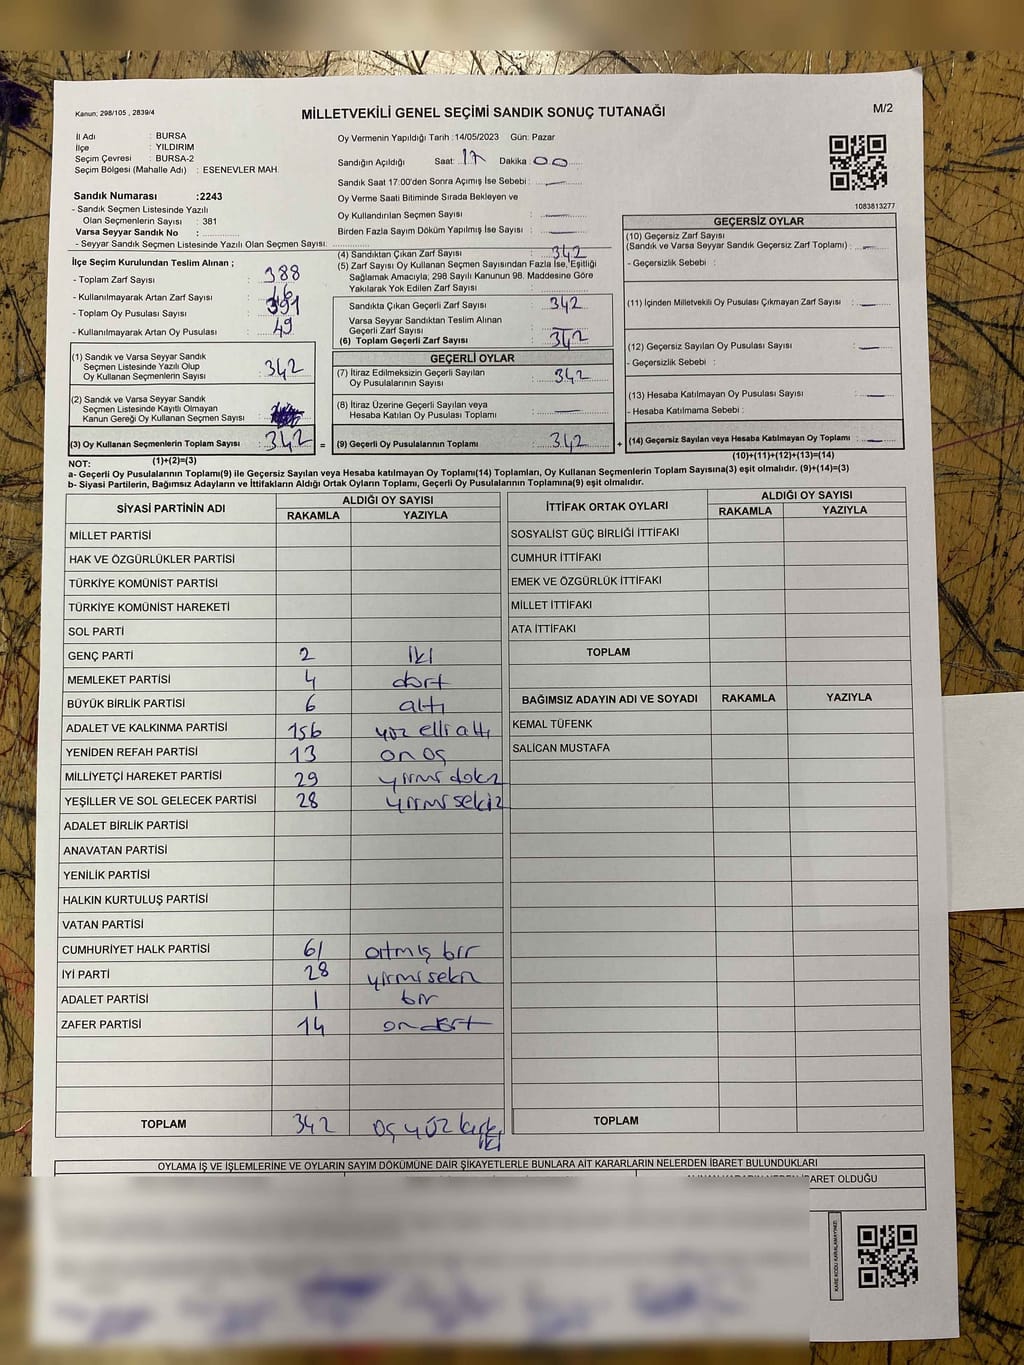 Kanun; 298/105 , 2839/4
MİLLETVEKİLİ GENEL SEÇİMİ SANDIK SONUÇ TUTANAĞI
M/2
İl Adı : BURSA
İlçe : YILDIRIM
Seçim Çevresi : BURSA-2
Seçim Bölgesi (Mahalle Adı) : ESENEVLER MAH.
Sandık Numarası :2243
- Sandık Seçmen Listesinde Yazılı
Olan Seçmenlerin Sayısı : 381
Varsa Seyyar Sandık No :
- Seyyar Sandık Seçmen Listesinde Yazılı Olan Seçmen Sayısı:
Oy Vermenin Yapıldığı Tarih :14/05/2023 Gün: Pazar
Sandığın Açıldığı Saat: 17 Dakika: 00
Sandık Saat 17:00'den Sonra Açılmış İse Sebebi : —
Oy Verme Saati Bitiminde Sırada Bekleyen ve
Oy Kullandırılan Seçmen Sayısı : —
Birden Fazla Sayım Döküm Yapılmış İse Sayısı : —
1083813277
İlçe Seçim Kurulundan Teslim Alınan ;
- Toplam Zarf Sayısı : 388
- Kullanılmayarak Artan Zarf Sayısı :
- Toplam Oy Pusulası Sayısı : 391
- Kullanılmayarak Artan Oy Pusulası : 49
(1) Sandık ve Varsa Seyyar Sandık
Seçmen Listesinde Yazılı Olup
Oy Kullanan Seçmenlerin Sayısı : 342
(2) Sandık ve Varsa Seyyar Sandık
Seçmen Listesinde Kayıtlı Olmayan
Kanun Gereği Oy Kullanan Seçmen Sayısı :
(3) Oy Kullanan Seçmenlerin Toplam Sayısı : 342 =
(1)+(2)=(3)
(4) Sandıktan Çıkan Zarf Sayısı : 342
(5) Zarf Sayısı Oy Kullanan Seçmen Sayısından Fazla İse, Eşitliği
Sağlamak Amacıyla; 298 Sayılı Kanunun 98. Maddesine Göre
Yakılarak Yok Edilen Zarf Sayısı :
Sandıkta Çıkan Geçerli Zarf Sayısı : 342
Varsa Seyyar Sandıktan Teslim Alınan
Geçerli Zarf Sayısı : —
(6) Toplam Geçerli Zarf Sayısı : 342
GEÇERLİ OYLAR
(7) İtiraz Edilmeksizin Geçerli Sayılan
Oy Pusulalarının Sayısı : 342
(8) İtiraz Üzerine Geçerli Sayılan veya
Hesaba Katılan Oy Pusulası Toplamı : —
(9) Geçerli Oy Pusulalarının Toplamı : 342 +
GEÇERSİZ OYLAR
(10) Geçersiz Zarf Sayısı
(Sandık ve Varsa Seyyar Sandık Geçersiz Zarf Toplamı) : —
- Geçersizlik Sebebi :
(11) İçinden Milletvekili Oy Pusulası Çıkmayan Zarf Sayısı : —
(12) Geçersiz Sayılan Oy Pusulası Sayısı : —
- Geçersizlik Sebebi :
(13) Hesaba Katılmayan Oy Pusulası Sayısı : —
- Hesaba Katılmama Sebebi :
(14) Geçersiz Sayılan veya Hesaba Katılmayan Oy Toplamı : —
(10)+(11)+(12)+(13)=(14)
NOT:
a- Geçerli Oy Pusulalarının Toplamı(9) ile Geçersiz Sayılan veya Hesaba katılmayan Oy Toplamı(14) Toplamları, Oy Kullanan Seçmenlerin Toplam Sayısına(3) eşit olmalıdır. (9)+(14)=(3)
b- Siyasi Partilerin, Bağımsız Adayların ve İttifakların Aldığı Ortak Oyların Toplamı, Geçerli Oy Pusulalarının Toplamına(9) eşit olmalıdır.
SİYASİ PARTİNİN ADI ALDIĞI OY SAYISI
RAKAMLA YAZIYLA
MİLLET PARTİSİ
HAK VE ÖZGÜRLÜKLER PARTİSİ
TÜRKİYE KOMÜNİST PARTİSİ
TÜRKİYE KOMÜNİST HAREKETİ
SOL PARTİ
GENÇ PARTİ 2 İki
MEMLEKET PARTİSİ 4 dört
BÜYÜK BİRLİK PARTİSİ 6 altı
ADALET VE KALKINMA PARTİSİ 156 yüz elli altı
YENİDEN REFAH PARTİSİ 13 on üç
MİLLİYETÇİ HAREKET PARTİSİ 29 yirmi dokz
YEŞİLLER VE SOL GELECEK PARTİSİ 28 yirmi sekiz
ADALET BİRLİK PARTİSİ
ANAVATAN PARTİSİ
YENİLİK PARTİSİ
HALKIN KURTULUŞ PARTİSİ
VATAN PARTİSİ
CUMHURİYET HALK PARTİSİ 61 atmış bir
İYİ PARTİ 28 yirmi sekiz
ADALET PARTİSİ 1 bir
ZAFER PARTİSİ 14 on dört
TOPLAM 342 üç yüz kırk iki
İTTİFAK ORTAK OYLARI ALDIĞI OY SAYISI
RAKAMLA YAZIYLA
SOSYALİST GÜÇ BİRLİĞİ İTTİFAKI
CUMHUR İTTİFAKI
EMEK VE ÖZGÜRLÜK İTTİFAKI
MİLLET İTTİFAKI
ATA İTTİFAKI
TOPLAM
BAĞIMSIZ ADAYIN ADI VE SOYADI RAKAMLA YAZIYLA
KEMAL TÜFENK
SALİCAN MUSTAFA
TOPLAM
OYLAMA İŞ VE İŞLEMLERİNE VE OYLARIN SAYIM DÖKÜMÜNE DAİR ŞİKAYETLERLE BUNLARA AİT KARARLARIN NELERDEN İBARET BULUNDUKLARI
İBARET OLDUĞU
KARE KODU KARALAMAYINIZ!